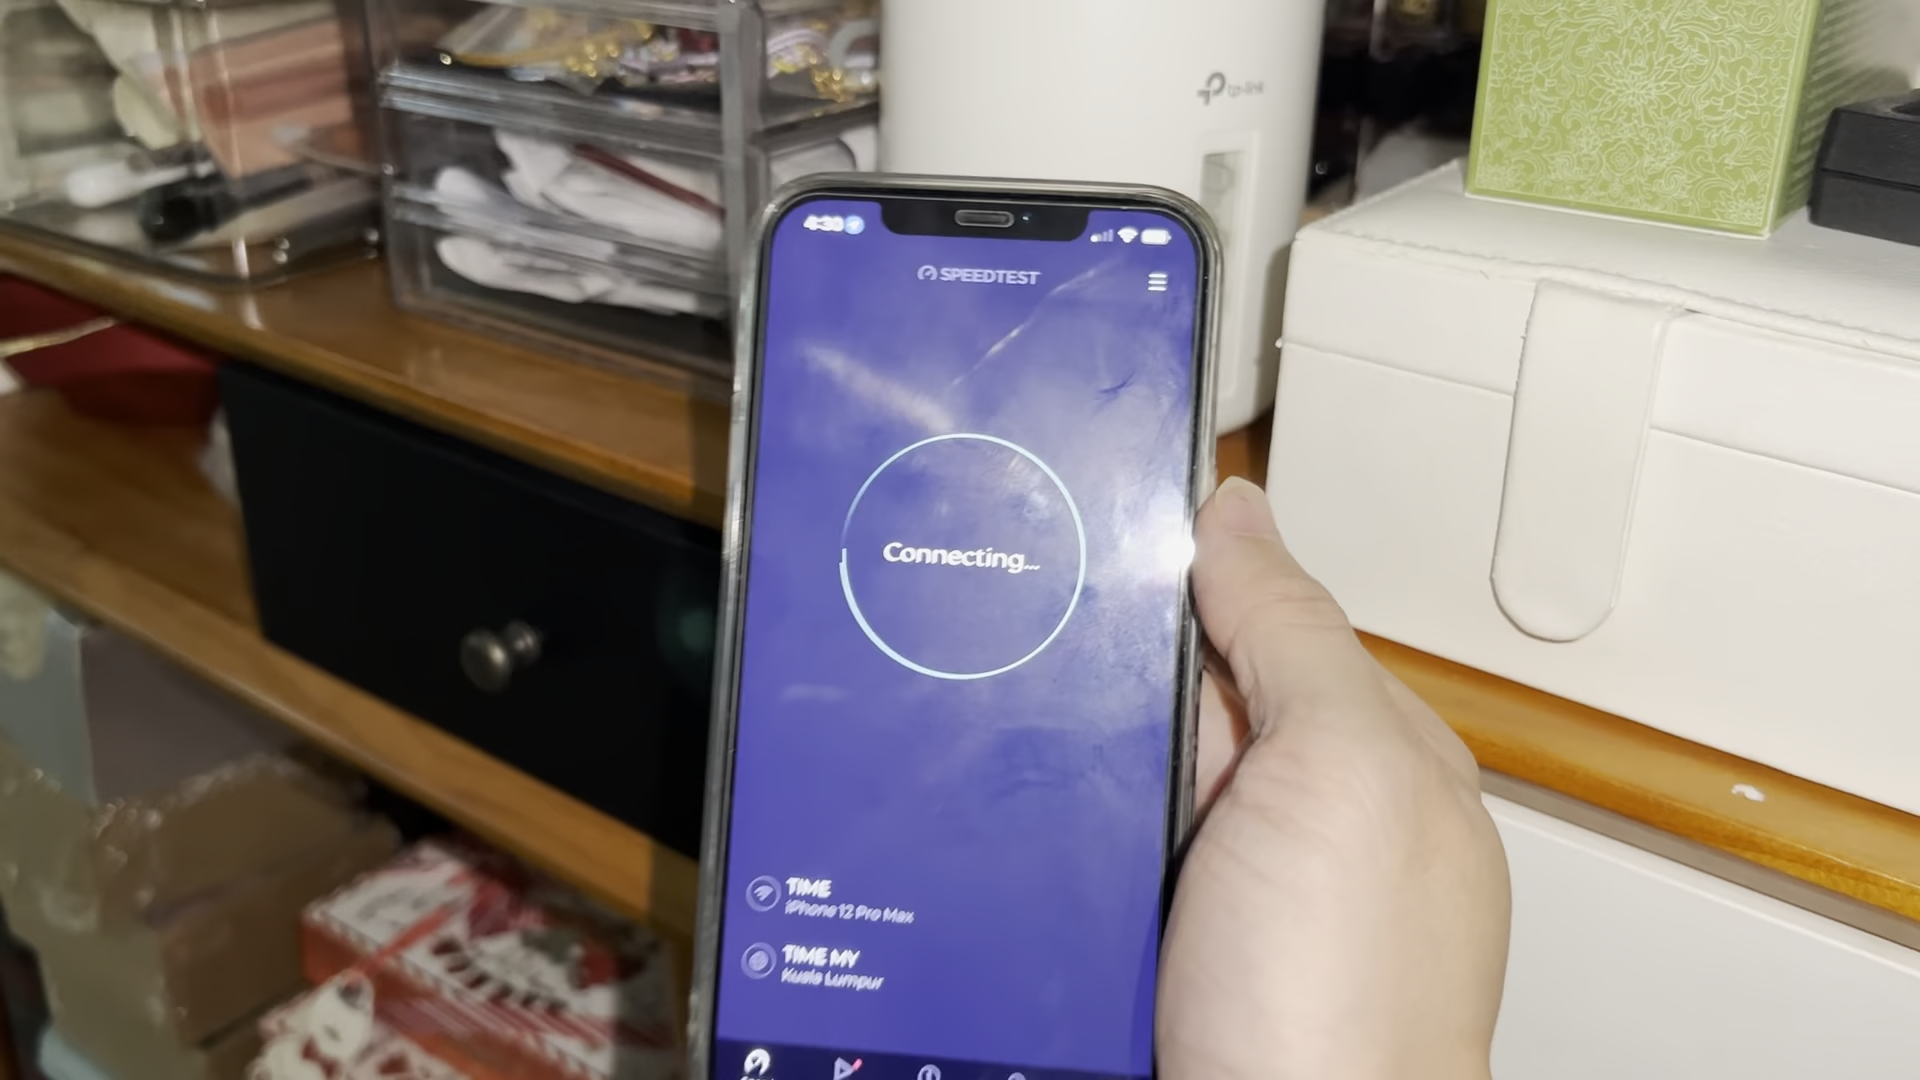 tp-link
4:30
SPEEDTEST
Connecting...
TIME
iPhone 12 Pro Max
TIME MY
Kuala Lumpur